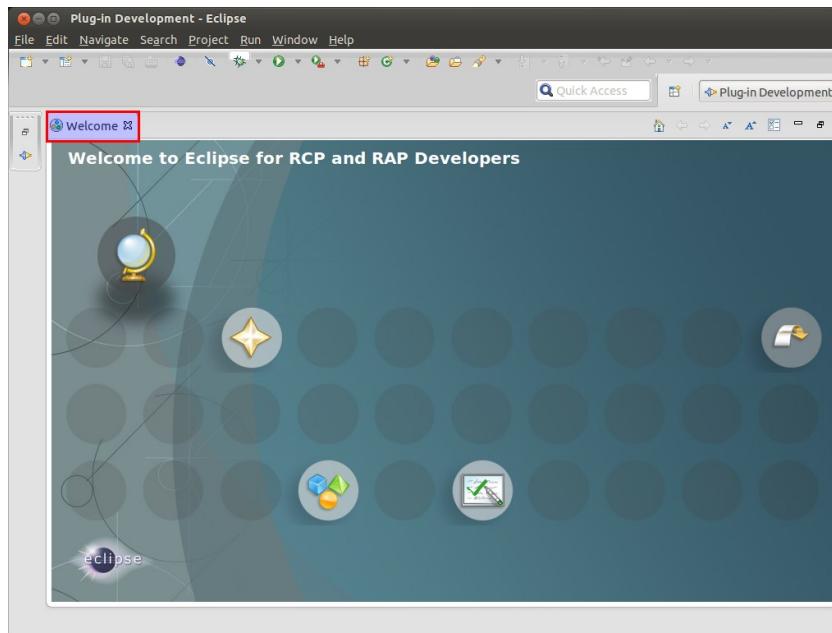 Plug-in Development - Eclipse
File Edit Navigate Search Project Run Window Help
Quick Access
Plug-in Development
Welcome
Welcome to Eclipse for RCP and RAP Developers
eclipse